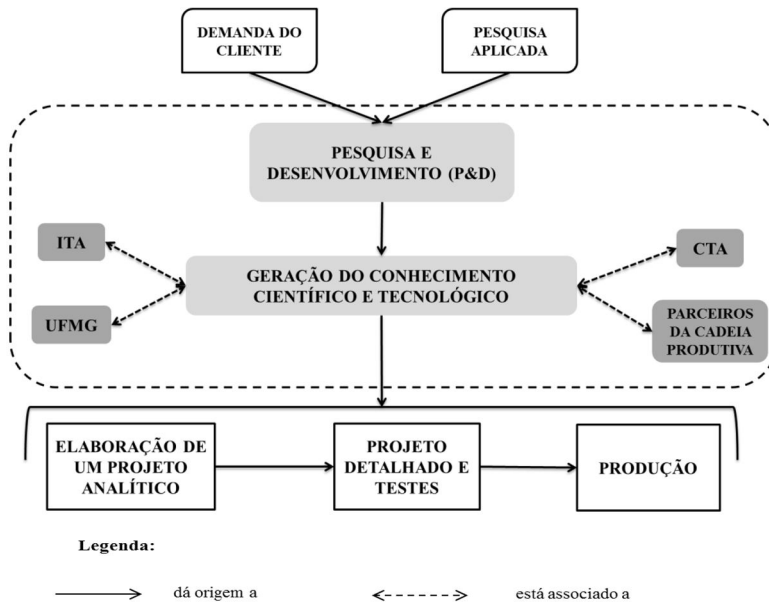 DEMANDA DO
CLIENTE
PESQUISA
APLICADA
PESQUISA E
DESENVOLVIMENTO (P&D)
ITA
CTA
GERAÇÃO DO CONHECIMENTO
CIENTÍFICO E TECNOLÓGICO
UFMG
PARCEIROS
DA CADEIA
PRODUTIVA
ELABORAÇÃO DE
UM PROJETO
ANALÍTICO
PROJETO
DETALHADO E
TESTES
PRODUÇÃO
Legenda:
dá origem a
está associado a